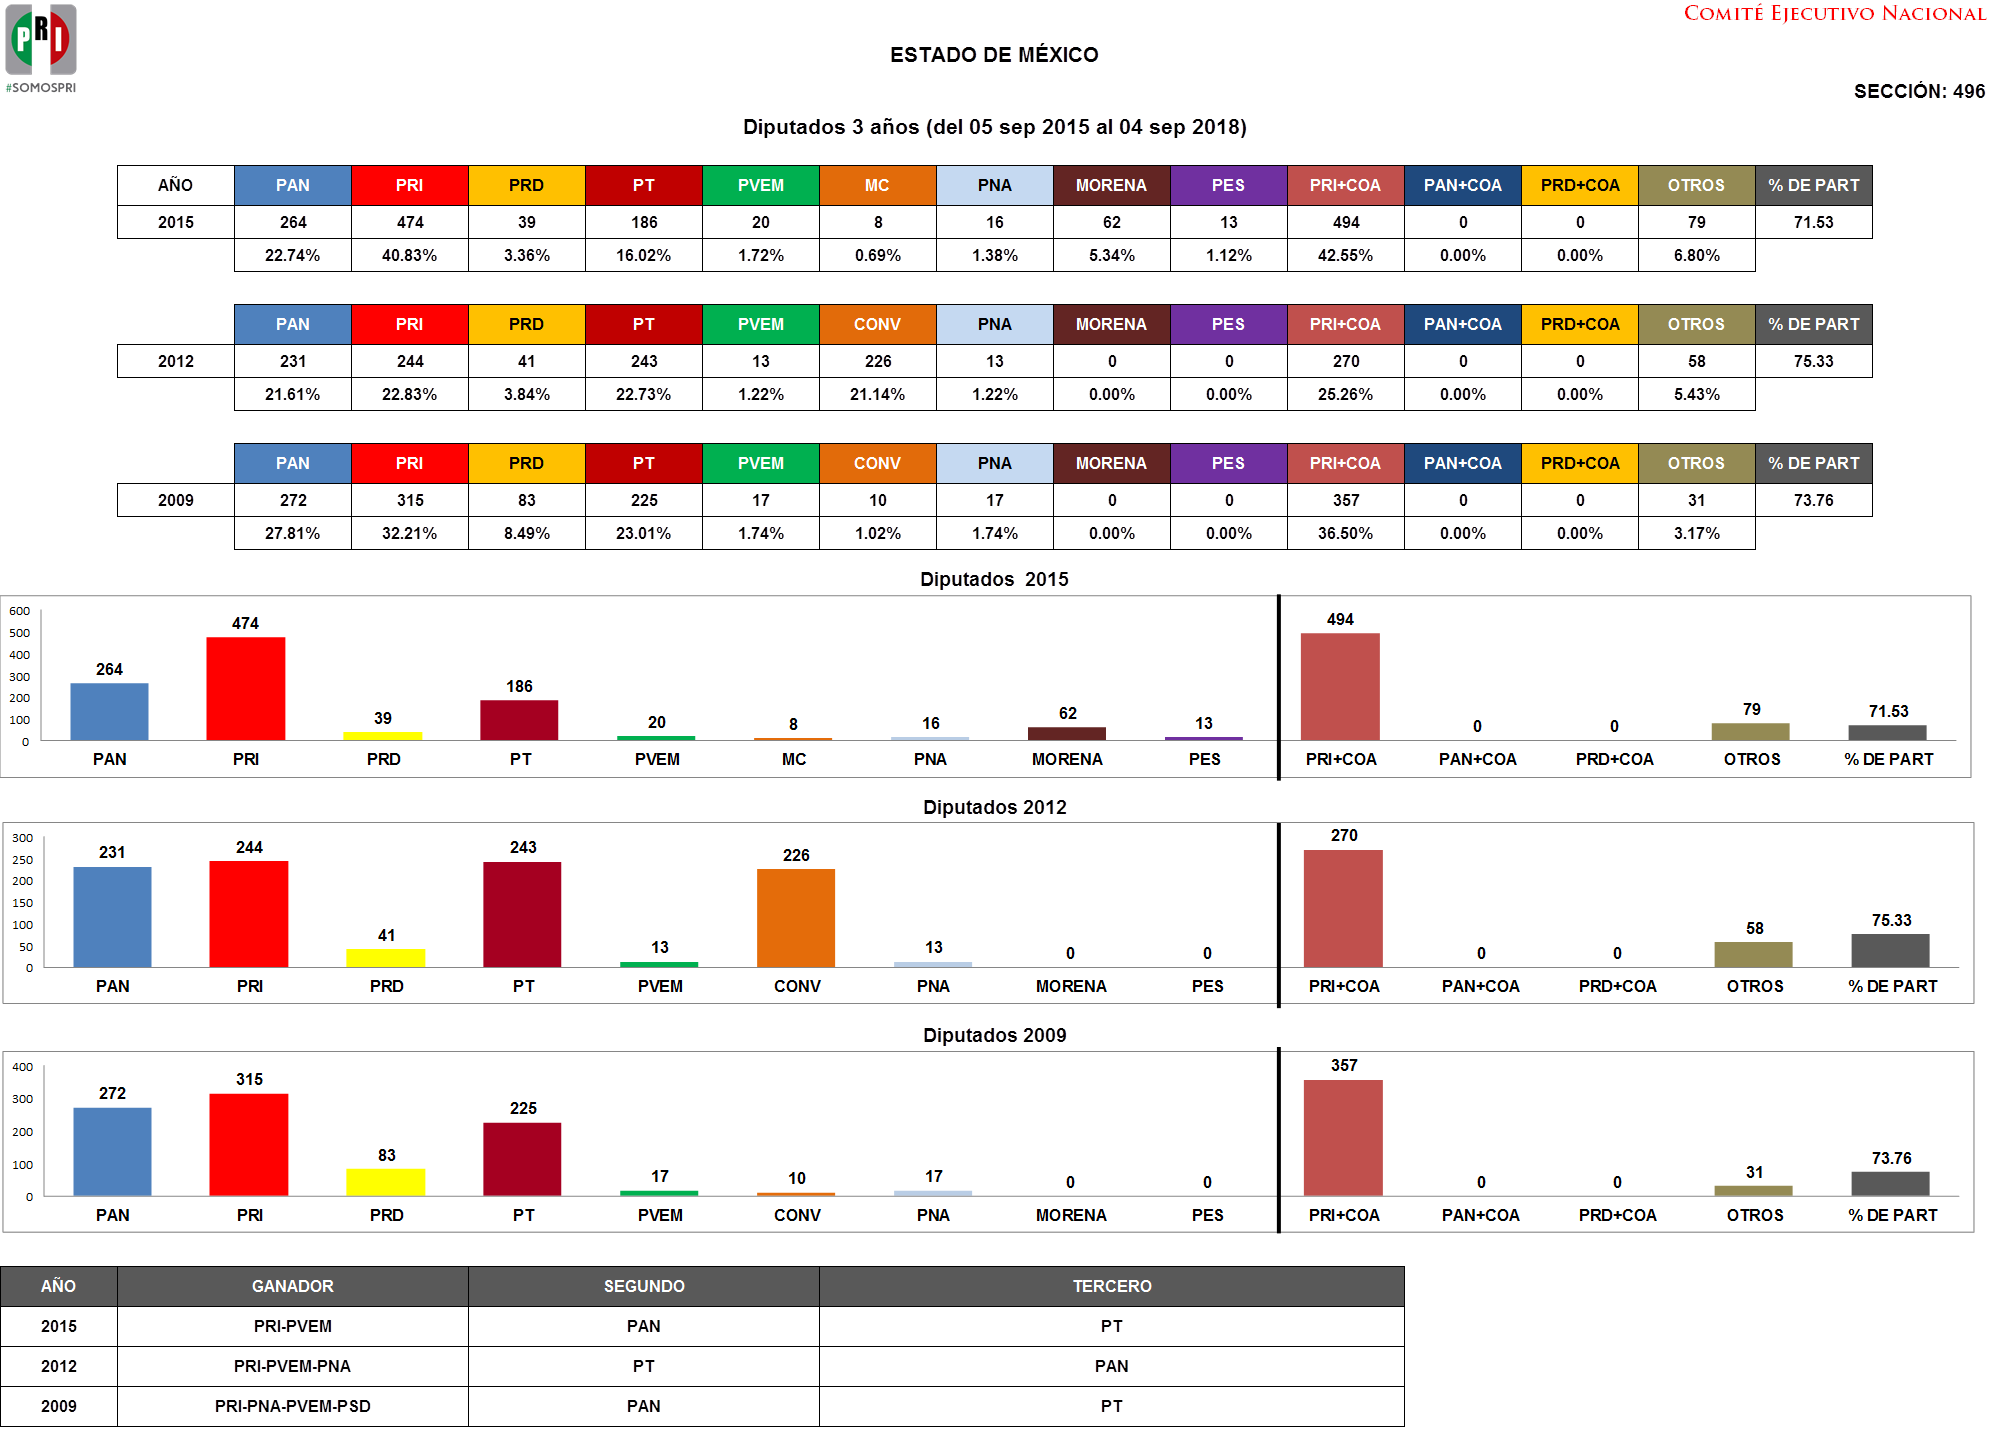 PRI
#SOMOSPRI
COMITÉ EJECUTIVO NACIONAL
ESTADO DE MÉXICO
SECCIÓN: 496
Diputados 3 años (del 05 sep 2015 al 04 sep 2018)
AÑO PAN PRI PRD PT PVEM MC PNA MORENA PES PRI+COA PAN+COA PRD+COA OTROS % DE PART
2015 264 474 39 186 20 8 16 62 13 494 0 0 79 71.53
22.74% 40.83% 3.36% 16.02% 1.72% 0.69% 1.38% 5.34% 1.12% 42.55% 0.00% 0.00% 6.80%
PAN PRI PRD PT PVEM CONV PNA MORENA PES PRI+COA PAN+COA PRD+COA OTROS % DE PART
2012 231 244 41 243 13 226 13 0 0 270 0 0 58 75.33
21.61% 22.83% 3.84% 22.73% 1.22% 21.14% 1.22% 0.00% 0.00% 25.26% 0.00% 0.00% 5.43%
PAN PRI PRD PT PVEM CONV PNA MORENA PES PRI+COA PAN+COA PRD+COA OTROS % DE PART
2009 272 315 83 225 17 10 17 0 0 357 0 0 31 73.76
27.81% 32.21% 8.49% 23.01% 1.74% 1.02% 1.74% 0.00% 0.00% 36.50% 0.00% 0.00% 3.17%
Diputados 2015
600
500
400
300
200
100
0
264 474 39 186 20 8 16 62 13 494 0 0 79 71.53
PAN PRI PRD PT PVEM MC PNA MORENA PES PRI+COA PAN+COA PRD+COA OTROS % DE PART
Diputados 2012
300
250
200
150
100
50
0
231 244 41 243 13 226 13 0 0 270 0 0 58 75.33
PAN PRI PRD PT PVEM CONV PNA MORENA PES PRI+COA PAN+COA PRD+COA OTROS % DE PART
Diputados 2009
400
300
200
100
0
272 315 83 225 17 10 17 0 0 357 0 0 31 73.76
PAN PRI PRD PT PVEM CONV PNA MORENA PES PRI+COA PAN+COA PRD+COA OTROS % DE PART
AÑO GANADOR SEGUNDO TERCERO
2015 PRI-PVEM PAN PT
2012 PRI-PVEM-PNA PT PAN
2009 PRI-PNA-PVEM-PSD PAN PT